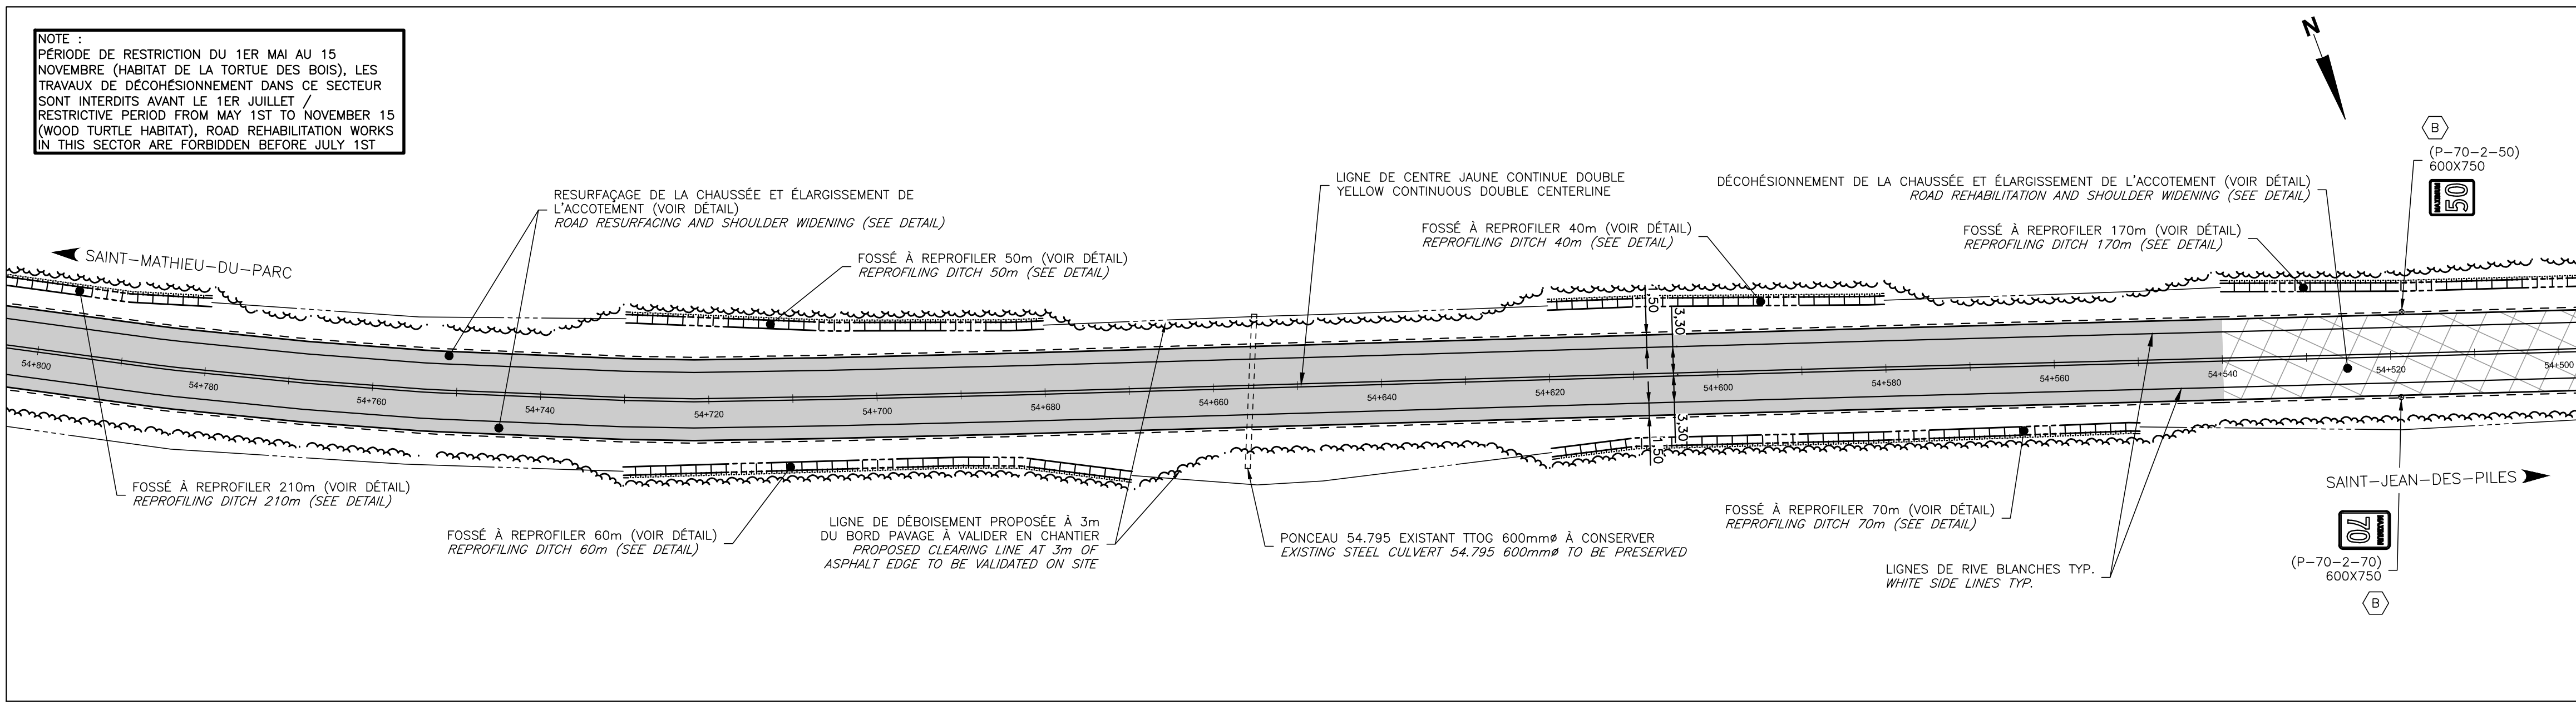 NOTE :
PÉRIODE DE RESTRICTION DU 1ER MAI AU 15
NOVEMBRE (HABITAT DE LA TORTUE DES BOIS), LES
TRAVAUX DE DÉCOHÉSIONNEMENT DANS CE SECTEUR
SONT INTERDITS AVANT LE 1ER JUILLET /
RESTRICTIVE PERIOD FROM MAY 1ST TO NOVEMBER 15
(WOOD TURTLE HABITAT), ROAD REHABILITATION WORKS
IN THIS SECTOR ARE FORBIDDEN BEFORE JULY 1ST
N
B
(P-70-2-50)
600X750
MAXIMUM
50
RESURFAÇAGE DE LA CHAUSSÉE ET ÉLARGISSEMENT DE
L'ACCOTEMENT (VOIR DÉTAIL)
ROAD RESURFACING AND SHOULDER WIDENING (SEE DETAIL)
LIGNE DE CENTRE JAUNE CONTINUE DOUBLE
YELLOW CONTINUOUS DOUBLE CENTERLINE
DÉCOHÉSIONNEMENT DE LA CHAUSSÉE ET ÉLARGISSEMENT DE L'ACCOTEMENT (VOIR DÉTAIL)
ROAD REHABILITATION AND SHOULDER WIDENING (SEE DETAIL)
FOSSÉ À REPROFILER 40m (VOIR DÉTAIL)
REPROFILING DITCH 40m (SEE DETAIL)
FOSSÉ À REPROFILER 170m (VOIR DÉTAIL)
REPROFILING DITCH 170m (SEE DETAIL)
SAINT-MATHIEU-DU-PARC
FOSSÉ À REPROFILER 50m (VOIR DÉTAIL)
REPROFILING DITCH 50m (SEE DETAIL)
1,50
3,30
54+800
54+780
54+760
54+740
54+720
54+700
54+680
54+660
54+640
54+620
54+600
54+580
54+560
54+540
54+520
54+500
3,30
1,50
FOSSÉ À REPROFILER 210m (VOIR DÉTAIL)
REPROFILING DITCH 210m (SEE DETAIL)
FOSSÉ À REPROFILER 60m (VOIR DÉTAIL)
REPROFILING DITCH 60m (SEE DETAIL)
LIGNE DE DÉBOISEMENT PROPOSÉE À 3m
DU BORD PAVAGE À VALIDER EN CHANTIER
PROPOSED CLEARING LINE AT 3m OF
ASPHALT EDGE TO BE VALIDATED ON SITE
PONCEAU 54.795 EXISTANT TTOG 600mmø À CONSERVER
EXISTING STEEL CULVERT 54.795 600mmø TO BE PRESERVED
FOSSÉ À REPROFILER 70m (VOIR DÉTAIL)
REPROFILING DITCH 70m (SEE DETAIL)
LIGNES DE RIVE BLANCHES TYP.
WHITE SIDE LINES TYP.
SAINT-JEAN-DES-PILES
MAXIMUM
70
(P-70-2-70)
600X750
B